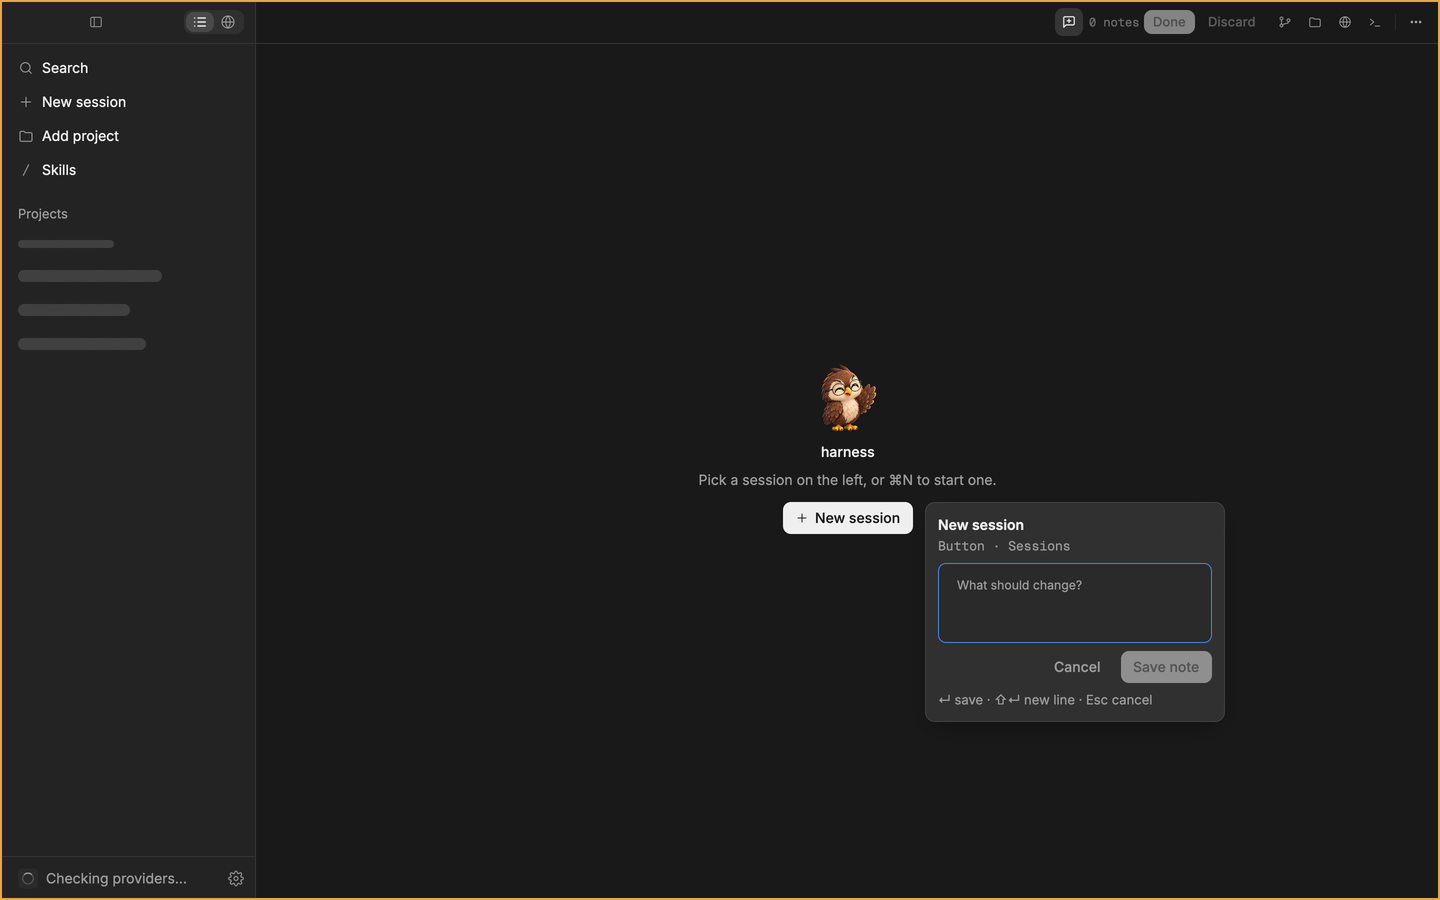 0 notes
Done
Discard
Search
New session
Add project
/ Skills
Projects
harness
Pick a session on the left, or ⌘N to start one.
+ New session
New session
Button · Sessions
What should change?
Cancel
Save note
↵ save · ⇧↵ new line · Esc cancel
Checking providers...